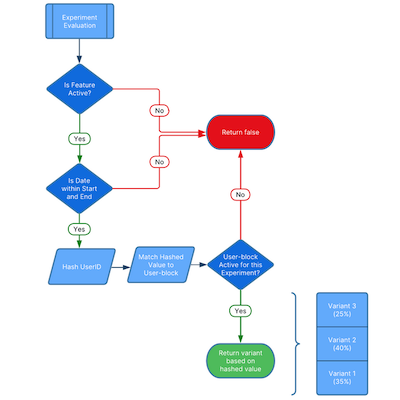 Experiment
Evaluation
Is Feature
Active?
No
Return false
Yes
No
Is Date
within Start
and End
No
Yes
Hash UserID
Match Hashed
Value to
User-block
User-block
Active for this
Experiment?
Yes
Variant 3
(25%)
Variant 2
(40%)
Return variant
based on
hashed value
Variant 1
(35%)